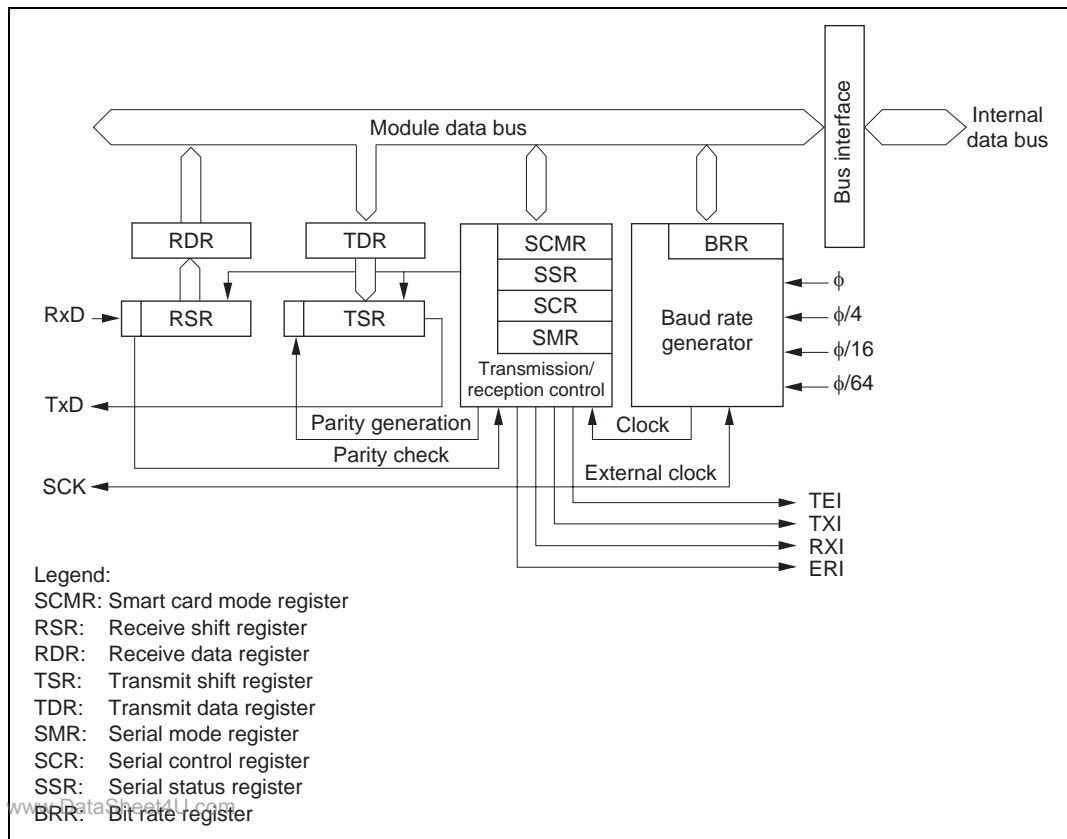 Module data bus
Bus interface
Internal
data bus
RDR
TDR
SCMR
SSR
SCR
SMR
Transmission/
reception control
BRR
Baud rate
generator
ϕ
ϕ/4
ϕ/16
ϕ/64
RxD
RSR
TSR
TxD
Parity generation
Parity check
Clock
SCK
External clock
TEI
TXI
RXI
ERI
Legend:
SCMR: Smart card mode register
RSR: Receive shift register
RDR: Receive data register
TSR: Transmit shift register
TDR: Transmit data register
SMR: Serial mode register
SCR: Serial control register
SSR: Serial status register
www.DataSheet4U.com
BRR: Bit rate register